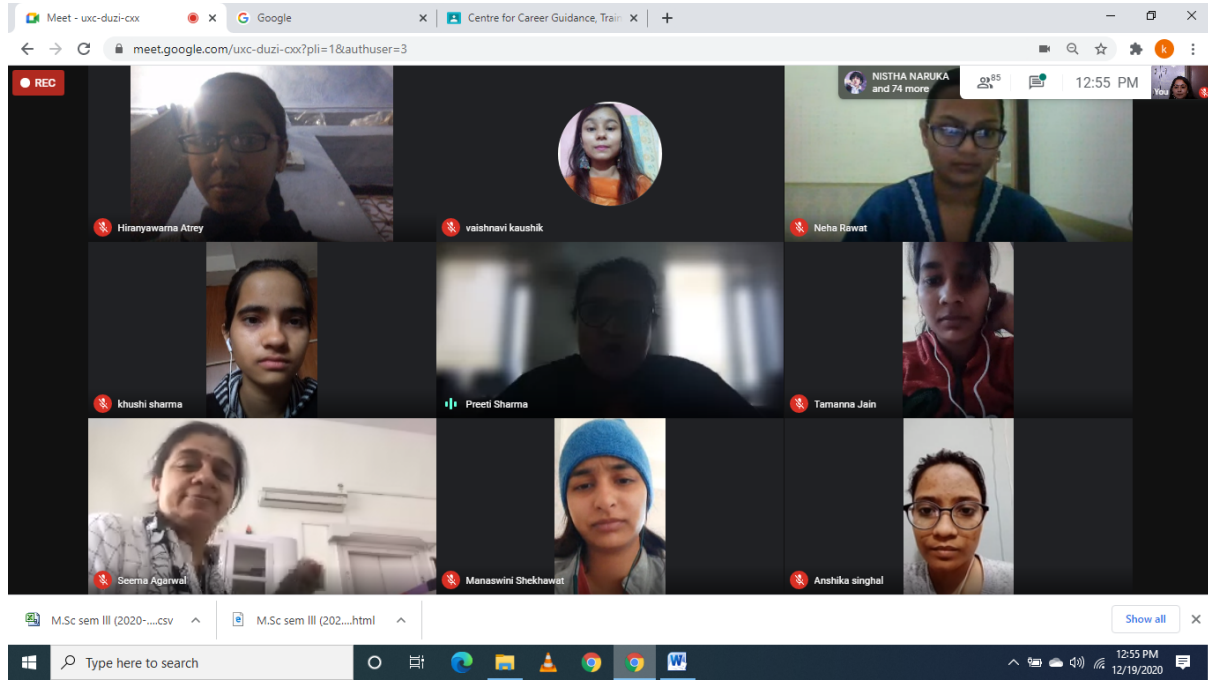 Meet - uxc-duzi-cxx
Google
Centre for Career Guidance, Train
meet.google.com/uxc-duzi-cxx?pli=1&authuser=3
k
REC
NISTHA NARUKA
and 74 more
85
12:55 PM
You
Hiranyawarna Atrey
vaishnavi kaushik
Neha Rawat
khushi sharma
Preeti Sharma
Tamanna Jain
Seema Agarwal
Manaswini Shekhawat
Anshika singhal
M.Sc sem III (2020-....csv
M.Sc sem III (202....html
Show all
Type here to search
12:55 PM
12/19/2020